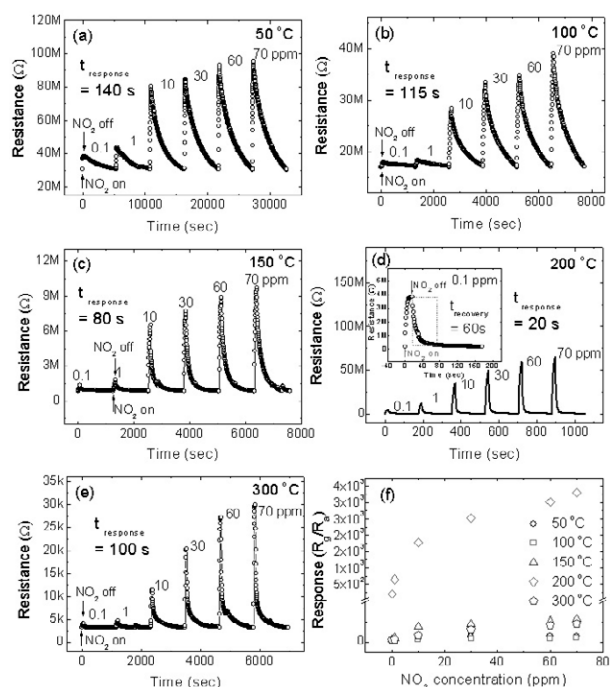 (a) 50 °C
120M
100M
80M
60M
40M
20M
Resistance (Ω)
t response
= 140 s
NO2 off
0.1
1
10
30
60
70 ppm
NO2 on
0 10000 20000 30000
Time (sec)
(b) 100 °C
40M
30M
20M
Resistance (Ω)
t response
= 115 s
NO2 off
0.1
1
10
30
60
70 ppm
NO2 on
0 2000 4000 6000 8000
Time (sec)
(c) 150 °C
12M
9M
6M
3M
0
Resistance (Ω)
t response
= 80 s
NO2 off
0.1
1
10
30
60
70 ppm
NO2 on
0 2000 4000 6000 8000
Time (sec)
(d) 200 °C
150M
100M
50M
0
Resistance (Ω)
NO2 off
0.1 ppm
t recovery
= 60s
NO2 on
Resistance (Ω)
Time (sec)
t response
= 20 s
0.1
1
10
30
60
70 ppm
0 200 400 600 800 1000
Time (sec)
(e) 300 °C
35k
30k
25k
20k
15k
10k
5k
0
Resistance (Ω)
t response
= 100 s
NO2 off
0.1
1
10
30
60
70 ppm
NO2 on
0 2000 4000 6000
Time (sec)
(f)
Response (Rg/Ra)
50 °C
100 °C
150 °C
200 °C
300 °C
0
0 20 40 60 80
NO2 concentration (ppm)